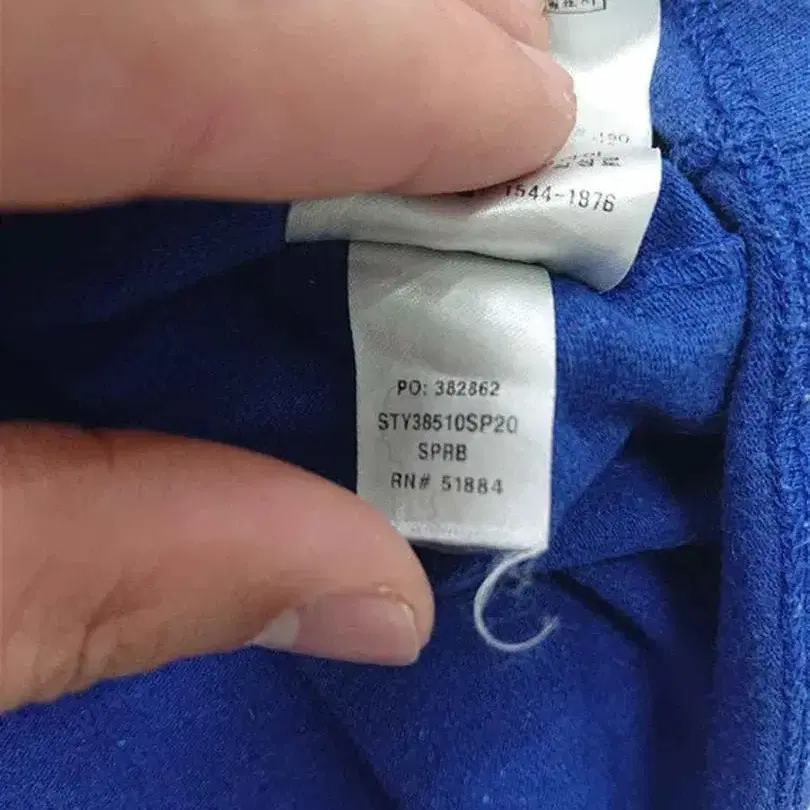 1544-1876
PO: 382862
STY38510SP20
SPRB
RN# 51884